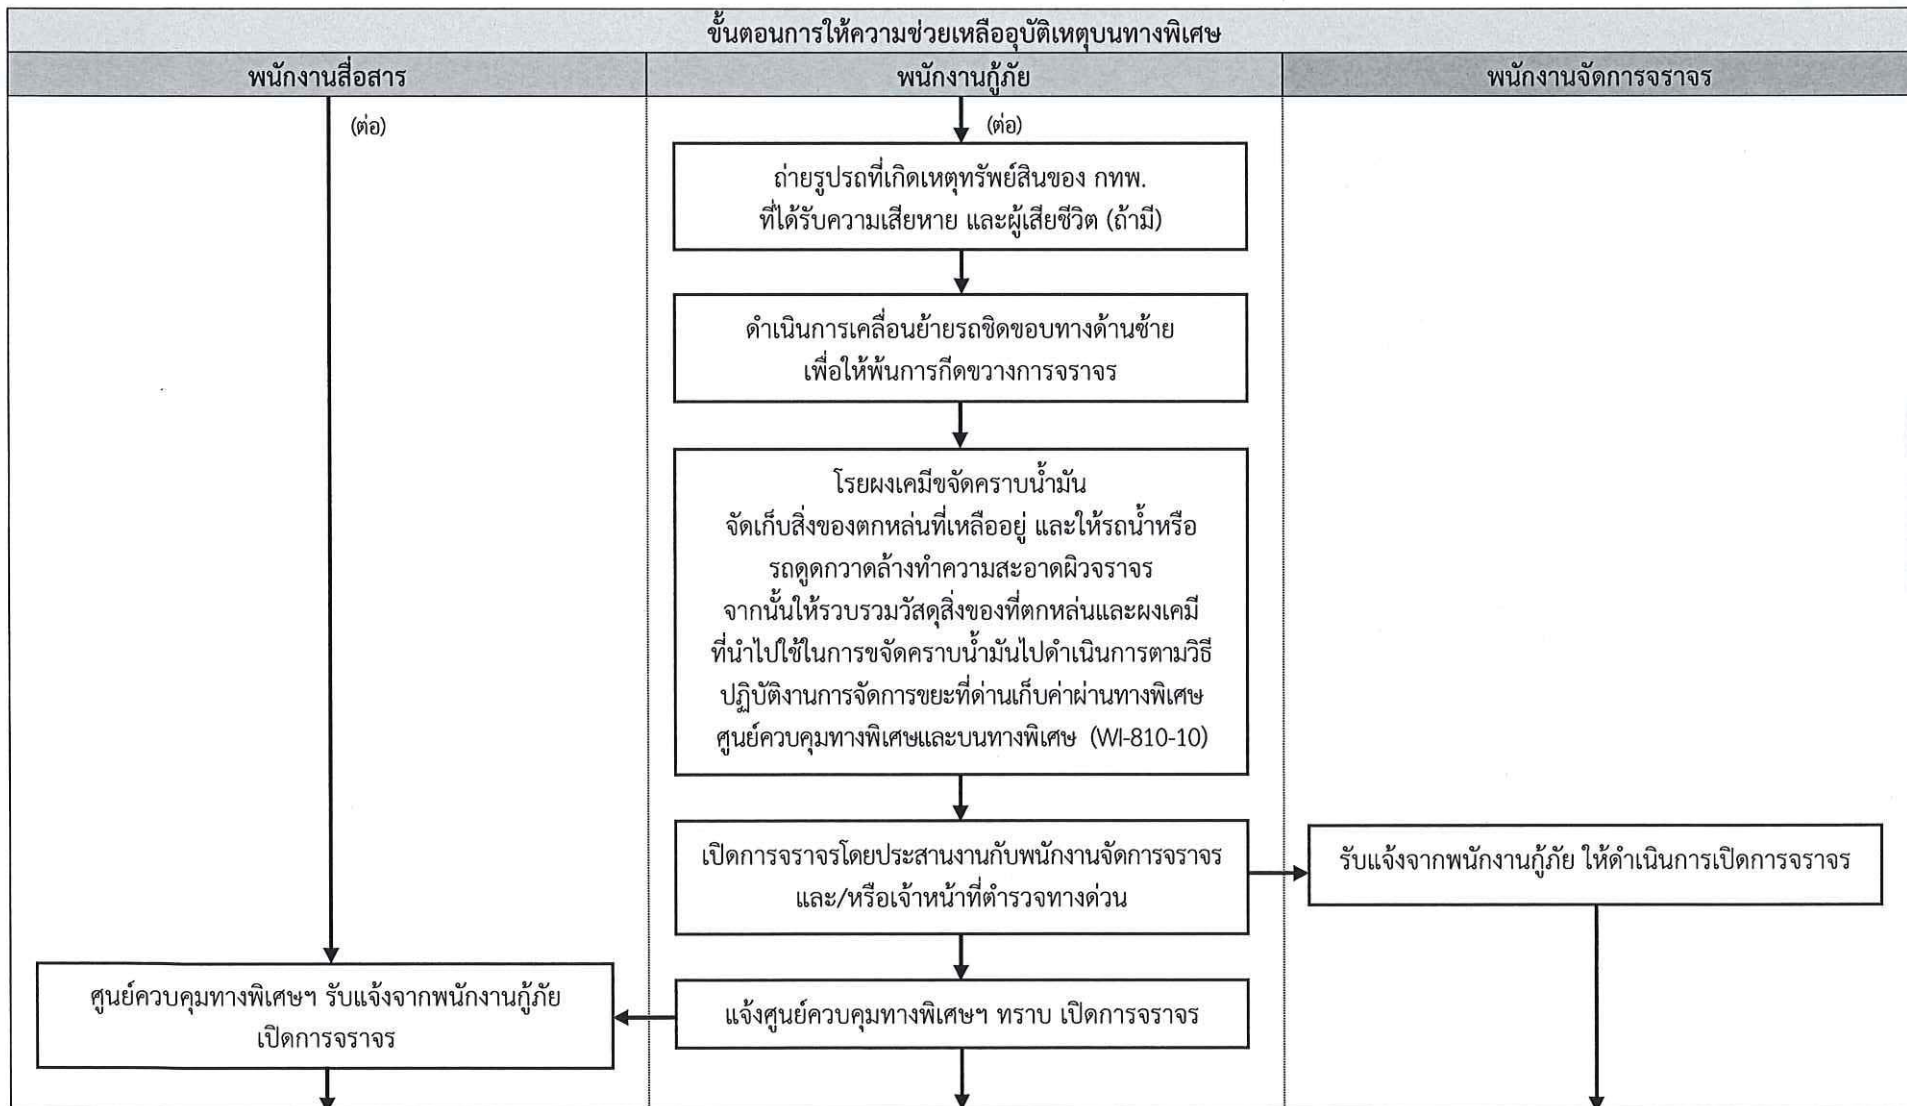 ขั้นตอนการให้ความช่วยเหลืออุบัติเหตุบนทางพิเศษ
พนักงานสื่อสาร
พนักงานกู้ภัย
พนักงานจัดการจราจร
(ต่อ)
(ต่อ)
ถ่ายรูปรถที่เกิดเหตุทรัพย์สินของ กทพ.
ที่ได้รับความเสียหาย และผู้เสียชีวิต (ถ้ามี)
ดำเนินการเคลื่อนย้ายรถชิดขอบทางด้านซ้าย
เพื่อให้พ้นการกีดขวางการจราจร
โรยผงเคมีขจัดคราบน้ำมัน
จัดเก็บสิ่งของตกหล่นที่เหลืออยู่ และให้รถน้ำหรือ
รถดูดกวาดล้างทำความสะอาดผิวจราจร
จากนั้นให้รวบรวมวัสดุสิ่งของที่ตกหล่นและผงเคมี
ที่นำไปใช้ในการขจัดคราบน้ำมันไปดำเนินการตามวิธี
ปฏิบัติงานการจัดการขยะที่ด่านเก็บค่าผ่านทางพิเศษ
ศูนย์ควบคุมทางพิเศษและบนทางพิเศษ (WI-810-10)
เปิดการจราจรโดยประสานงานกับพนักงานจัดการจราจร
และ/หรือเจ้าหน้าที่ตำรวจทางด่วน
รับแจ้งจากพนักงานกู้ภัย ให้ดำเนินการเปิดการจราจร
ศูนย์ควบคุมทางพิเศษฯ รับแจ้งจากพนักงานกู้ภัย
เปิดการจราจร
แจ้งศูนย์ควบคุมทางพิเศษฯ ทราบ เปิดการจราจร